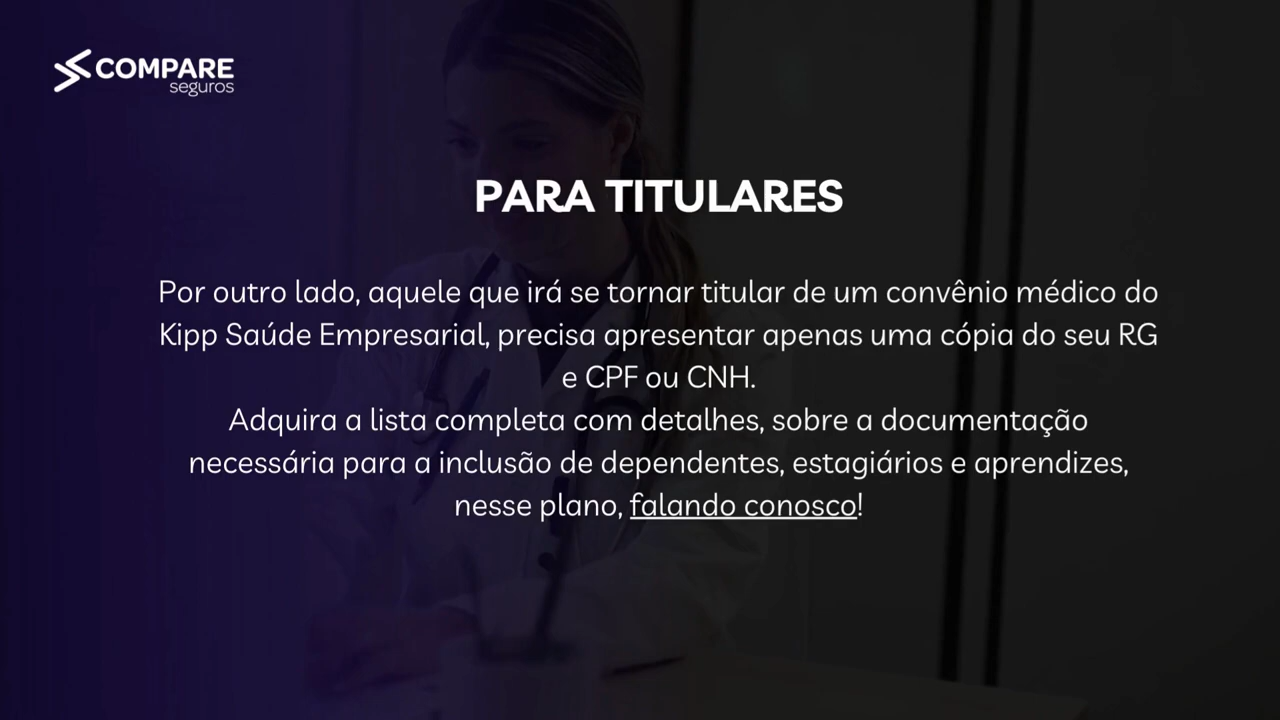 COMPARE
seguros
PARA TITULARES
Por outro lado, aquele que irá se tornar titular de um convênio médico do
Kipp Saúde Empresarial, precisa apresentar apenas uma cópia do seu RG
e CPF ou CNH.
Adquira a lista completa com detalhes, sobre a documentação
necessária para a inclusão de dependentes, estagiários e aprendizes,
nesse plano, falando conosco!